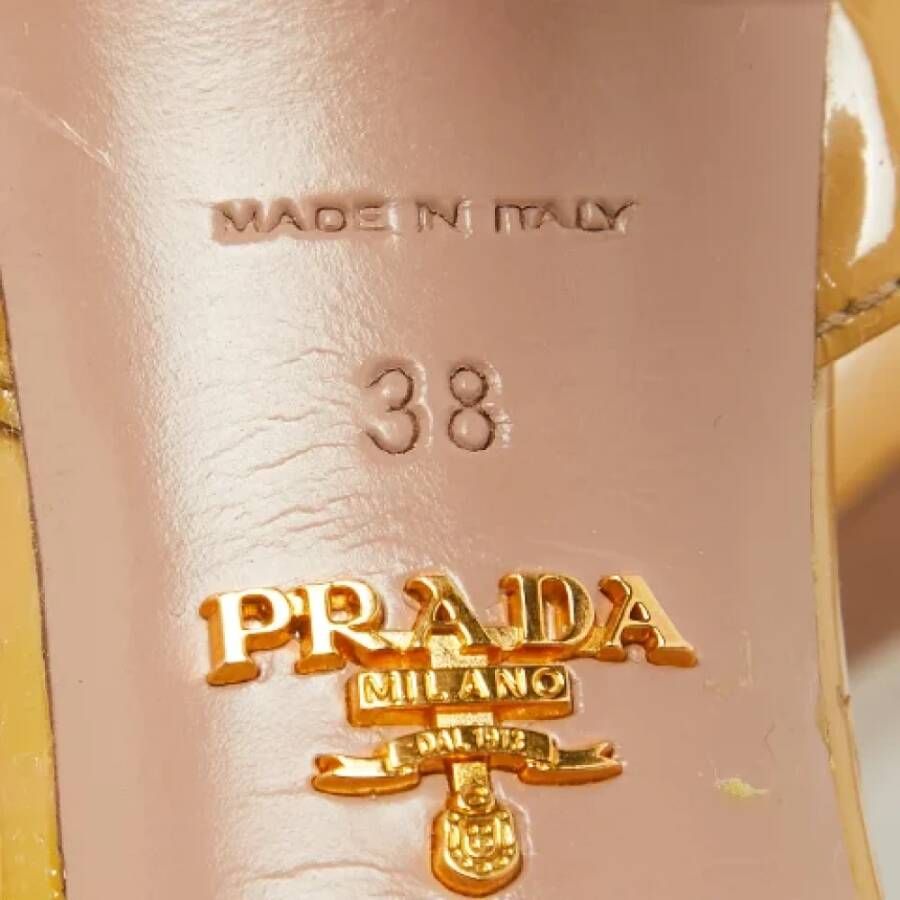 MADE IN ITALY
38
PRADA
MILANO
DAL 1913